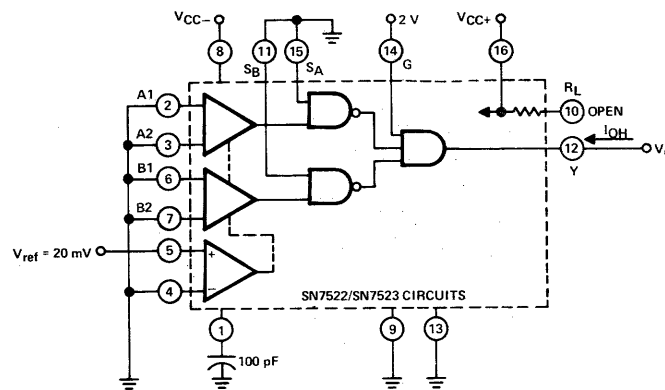 VCC−
2 V
VCC+
8
11
15
14
16
SB
SA
G
RL
A1
2
10
OPEN
A2
3
IOH
B1
6
12
Y
B2
7
Vref = 20 mV
5
+
4
−
SN7522/SN7523 CIRCUITS
1
9
13
100 pF